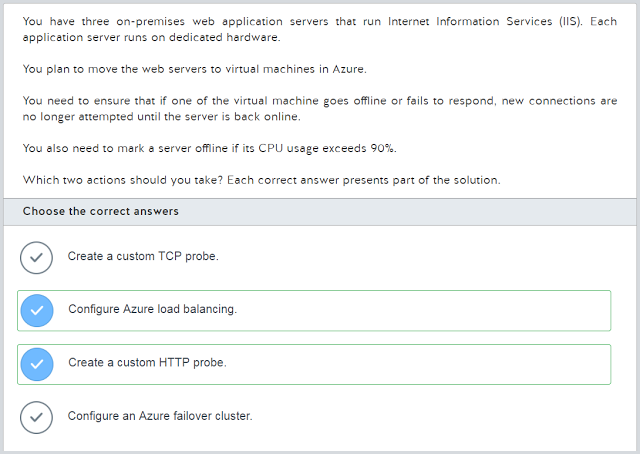 You have three on-premises web application servers that run Internet Information Services (IIS). Each
application server runs on dedicated hardware.
You plan to move the web servers to virtual machines in Azure.
You need to ensure that if one of the virtual machine goes offline or fails to respond, new connections are
no longer attempted until the server is back online.
You also need to mark a server offline if its CPU usage exceeds 90%.
Which two actions should you take? Each correct answer presents part of the solution.
Choose the correct answers
Create a custom TCP probe.
Configure Azure load balancing.
Create a custom HTTP probe.
Configure an Azure failover cluster.